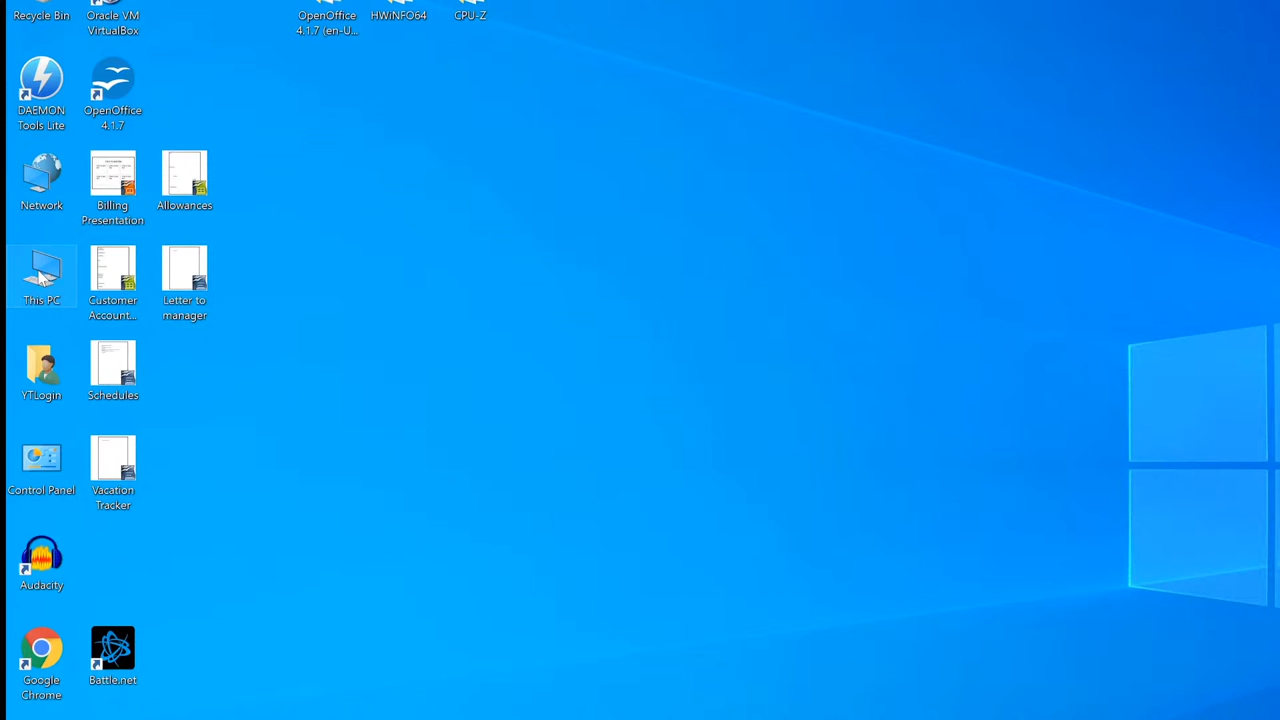 Recycle Bin
Oracle VM
VirtualBox
OpenOffice
4.1.7 (en-U...
HWiNFO64
CPU-Z
DAEMON
Tools Lite
OpenOffice
4.1.7
Network
Billing
Presentation
Allowances
This PC
Customer
Account...
Letter to
manager
YTLogin
Schedules
Control Panel
Vacation
Tracker
Audacity
Google
Chrome
Battle.net